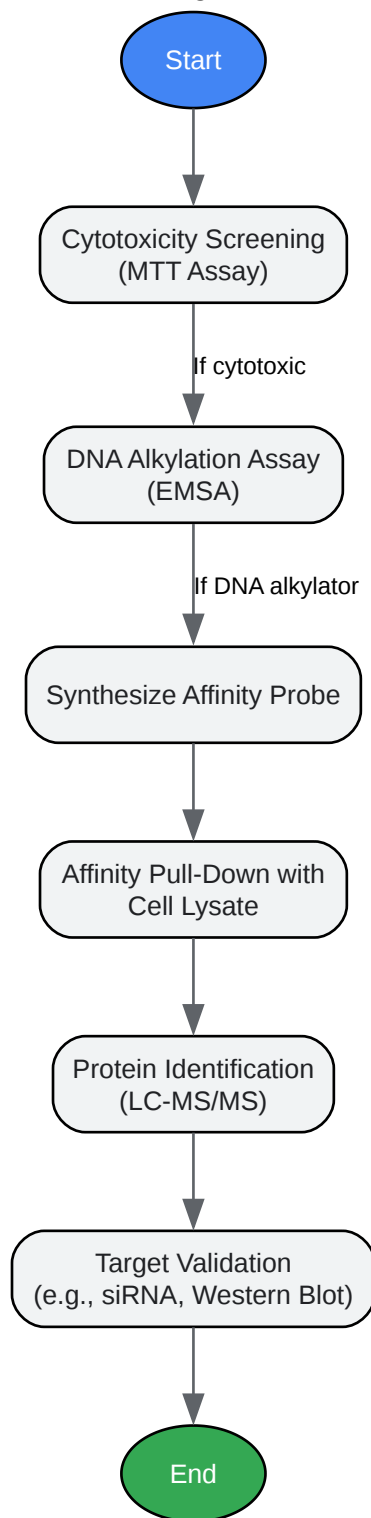 Start
Cytotoxicity Screening
(MTT Assay)
If cytotoxic
DNA Alkylation Assay
(EMSA)
If DNA alkylator
Synthesize Affinity Probe
Affinity Pull-Down with
Cell Lysate
Protein Identification
(LC-MS/MS)
Target Validation
(e.g., siRNA, Western Blot)
End